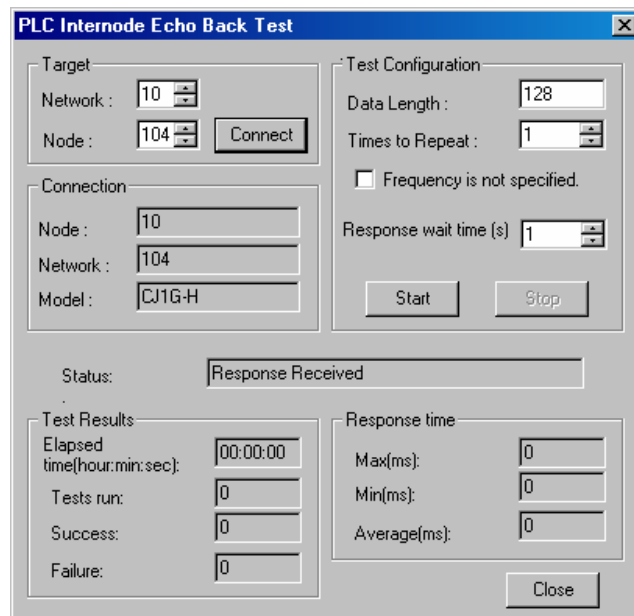 PLC Internode Echo Back Test
Target
Network : 10
Node : 104 Connect
Connection
Node : 10
Network : 104
Model : CJ1G-H
Test Configuration
Data Length : 128
Times to Repeat : 1
Frequency is not specified.
Response wait time (s) 1
Start Stop
Status: Response Received
Test Results
Elapsed
time(hour:min:sec): 00:00:00
Tests run: 0
Success: 0
Failure: 0
Response time
Max(ms): 0
Min(ms): 0
Average(ms): 0
Close